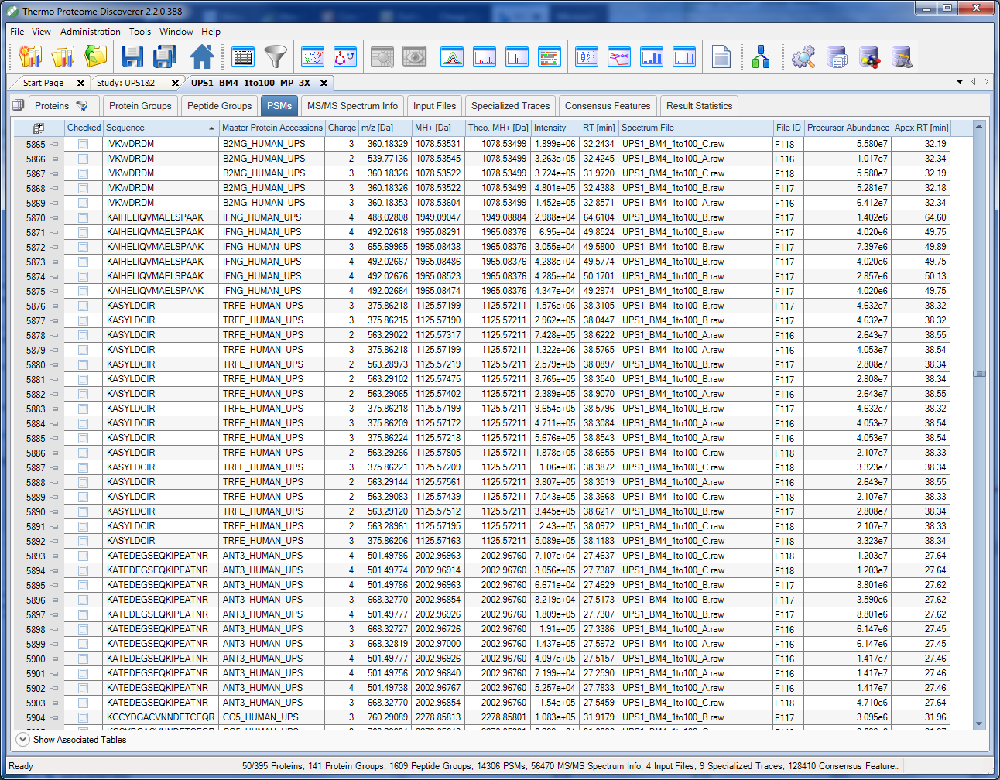 Thermo Proteome Discoverer 2.2.0.388
File View Administration Tools Window Help
Start Page Study: UPS1&2 UPS1_BM4_1to100_MP_3X
Proteins Protein Groups Peptide Groups PSMs MS/MS Spectrum Info Input Files Specialized Traces Consensus Features Result Statistics
Checked Sequence Master Protein Accessions Charge m/z [Da] MH+ [Da] Theo. MH+ [Da] Intensity RT [min] Spectrum File File ID Precursor Abundance Apex RT [min]
5865 IVKWDRDM B2MG_HUMAN_UPS 3 360.18329 1078.53531 1078.53499 1.899e+06 32.2434 UPS1_BM4_1to100_C.raw F118 5.580e7 32.19
5866 IVKWDRDM B2MG_HUMAN_UPS 2 539.77136 1078.53545 1078.53499 3.263e+05 32.4245 UPS1_BM4_1to100_A.raw F116 1.017e7 32.34
5867 IVKWDRDM B2MG_HUMAN_UPS 3 360.18326 1078.53522 1078.53499 3.724e+05 31.9720 UPS1_BM4_1to100_C.raw F118 5.580e7 32.19
5868 IVKWDRDM B2MG_HUMAN_UPS 3 360.18326 1078.53522 1078.53499 4.801e+05 32.4388 UPS1_BM4_1to100_B.raw F117 5.281e7 32.18
5869 IVKWDRDM B2MG_HUMAN_UPS 3 360.18353 1078.53604 1078.53499 1.452e+05 32.8571 UPS1_BM4_1to100_A.raw F116 6.412e7 32.34
5870 KAIHELIQVMAELSPAAK IFNG_HUMAN_UPS 4 488.02808 1949.09047 1949.08884 2.988e+04 64.6104 UPS1_BM4_1to100_B.raw F117 1.402e6 64.60
5871 KAIHELIQVMAELSPAAK IFNG_HUMAN_UPS 4 492.02618 1965.08291 1965.08376 6.95e+04 49.8524 UPS1_BM4_1to100_B.raw F117 4.020e6 49.75
5872 KAIHELIQVMAELSPAAK IFNG_HUMAN_UPS 3 655.69965 1965.08438 1965.08376 3.055e+04 49.5800 UPS1_BM4_1to100_B.raw F117 7.397e6 49.89
5873 KAIHELIQVMAELSPAAK IFNG_HUMAN_UPS 4 492.02667 1965.08486 1965.08376 4.288e+04 49.5774 UPS1_BM4_1to100_B.raw F117 4.020e6 49.75
5874 KAIHELIQVMAELSPAAK IFNG_HUMAN_UPS 4 492.02676 1965.08523 1965.08376 4.285e+04 50.1701 UPS1_BM4_1to100_B.raw F117 2.857e6 50.13
5875 KAIHELIQVMAELSPAAK IFNG_HUMAN_UPS 4 492.02664 1965.08474 1965.08376 4.347e+04 49.2974 UPS1_BM4_1to100_B.raw F117 4.020e6 49.75
5876 KASYLDCIR TRFE_HUMAN_UPS 3 375.86218 1125.57199 1125.57211 1.576e+06 38.3105 UPS1_BM4_1to100_B.raw F117 4.632e7 38.32
5877 KASYLDCIR TRFE_HUMAN_UPS 3 375.86215 1125.57190 1125.57211 2.962e+05 38.0447 UPS1_BM4_1to100_B.raw F117 4.632e7 38.32
5878 KASYLDCIR TRFE_HUMAN_UPS 2 563.29022 1125.57317 1125.57211 7.428e+05 38.6222 UPS1_BM4_1to100_A.raw F116 2.643e7 38.55
5879 KASYLDCIR TRFE_HUMAN_UPS 3 375.86218 1125.57199 1125.57211 1.322e+06 38.5765 UPS1_BM4_1to100_A.raw F116 4.053e7 38.54
5880 KASYLDCIR TRFE_HUMAN_UPS 2 563.28973 1125.57219 1125.57211 2.579e+05 38.0897 UPS1_BM4_1to100_B.raw F117 2.808e7 38.34
5881 KASYLDCIR TRFE_HUMAN_UPS 2 563.29102 1125.57475 1125.57211 8.765e+05 38.3540 UPS1_BM4_1to100_B.raw F117 2.808e7 38.34
5882 KASYLDCIR TRFE_HUMAN_UPS 2 563.29065 1125.57402 1125.57211 2.389e+05 38.9070 UPS1_BM4_1to100_A.raw F116 2.643e7 38.55
5883 KASYLDCIR TRFE_HUMAN_UPS 3 375.86218 1125.57199 1125.57211 9.654e+05 38.5796 UPS1_BM4_1to100_B.raw F117 4.632e7 38.32
5884 KASYLDCIR TRFE_HUMAN_UPS 3 375.86209 1125.57172 1125.57211 4.711e+05 38.3084 UPS1_BM4_1to100_A.raw F116 4.053e7 38.54
5885 KASYLDCIR TRFE_HUMAN_UPS 3 375.86224 1125.57218 1125.57211 5.676e+05 38.8543 UPS1_BM4_1to100_A.raw F116 4.053e7 38.54
5886 KASYLDCIR TRFE_HUMAN_UPS 2 563.29266 1125.57805 1125.57211 1.878e+05 38.6655 UPS1_BM4_1to100_C.raw F118 2.107e7 38.33
5887 KASYLDCIR TRFE_HUMAN_UPS 3 375.86221 1125.57209 1125.57211 1.06e+06 38.3872 UPS1_BM4_1to100_C.raw F118 3.323e7 38.34
5888 KASYLDCIR TRFE_HUMAN_UPS 2 563.29144 1125.57561 1125.57211 3.807e+05 38.3519 UPS1_BM4_1to100_A.raw F116 2.643e7 38.55
5889 KASYLDCIR TRFE_HUMAN_UPS 2 563.29083 1125.57439 1125.57211 7.043e+05 38.3668 UPS1_BM4_1to100_C.raw F118 2.107e7 38.33
5890 KASYLDCIR TRFE_HUMAN_UPS 2 563.29120 1125.57512 1125.57211 3.445e+05 38.6217 UPS1_BM4_1to100_B.raw F117 2.808e7 38.34
5891 KASYLDCIR TRFE_HUMAN_UPS 2 563.28961 1125.57195 1125.57211 2.43e+05 38.0972 UPS1_BM4_1to100_C.raw F118 2.107e7 38.33
5892 KASYLDCIR TRFE_HUMAN_UPS 3 375.86206 1125.57163 1125.57211 5.089e+05 38.1183 UPS1_BM4_1to100_C.raw F118 3.323e7 38.34
5893 KATEDEGSEQKIPEATNR ANT3_HUMAN_UPS 4 501.49786 2002.96963 2002.96760 7.107e+04 27.4637 UPS1_BM4_1to100_C.raw F118 1.203e7 27.64
5894 KATEDEGSEQKIPEATNR ANT3_HUMAN_UPS 4 501.49774 2002.96914 2002.96760 3.056e+05 27.7387 UPS1_BM4_1to100_C.raw F118 1.203e7 27.64
5895 KATEDEGSEQKIPEATNR ANT3_HUMAN_UPS 4 501.49786 2002.96963 2002.96760 6.671e+04 27.4629 UPS1_BM4_1to100_B.raw F117 8.801e6 27.62
5896 KATEDEGSEQKIPEATNR ANT3_HUMAN_UPS 3 668.32770 2002.96854 2002.96760 8.219e+04 27.5173 UPS1_BM4_1to100_B.raw F117 3.590e6 27.62
5897 KATEDEGSEQKIPEATNR ANT3_HUMAN_UPS 4 501.49777 2002.96926 2002.96760 1.809e+05 27.7307 UPS1_BM4_1to100_B.raw F117 8.801e6 27.62
5898 KATEDEGSEQKIPEATNR ANT3_HUMAN_UPS 3 668.32727 2002.96726 2002.96760 1.91e+05 27.3386 UPS1_BM4_1to100_A.raw F116 6.147e6 27.45
5899 KATEDEGSEQKIPEATNR ANT3_HUMAN_UPS 3 668.32819 2002.97000 2002.96760 1.437e+05 27.5972 UPS1_BM4_1to100_A.raw F116 6.147e6 27.45
5900 KATEDEGSEQKIPEATNR ANT3_HUMAN_UPS 4 501.49777 2002.96926 2002.96760 4.097e+05 27.5157 UPS1_BM4_1to100_A.raw F116 1.417e7 27.46
5901 KATEDEGSEQKIPEATNR ANT3_HUMAN_UPS 4 501.49756 2002.96840 2002.96760 7.199e+04 27.2590 UPS1_BM4_1to100_A.raw F116 1.417e7 27.46
5902 KATEDEGSEQKIPEATNR ANT3_HUMAN_UPS 4 501.49738 2002.96767 2002.96760 5.257e+04 27.7833 UPS1_BM4_1to100_A.raw F116 1.417e7 27.46
5903 KATEDEGSEQKIPEATNR ANT3_HUMAN_UPS 3 668.32770 2002.96854 2002.96760 1.54e+05 27.5459 UPS1_BM4_1to100_C.raw F118 4.710e6 27.64
5904 KCCYDGACVNNDETCEQR CO5_HUMAN_UPS 3 760.29089 2278.85813 2278.85801 1.083e+05 31.9179 UPS1_BM4_1to100_B.raw F117 3.095e6 31.96
Show Associated Tables
Ready 50/395 Proteins; 141 Protein Groups; 1609 Peptide Groups; 14306 PSMs; 56470 MS/MS Spectrum Info; 4 Input Files; 9 Specialized Traces; 128410 Consensus Feature...